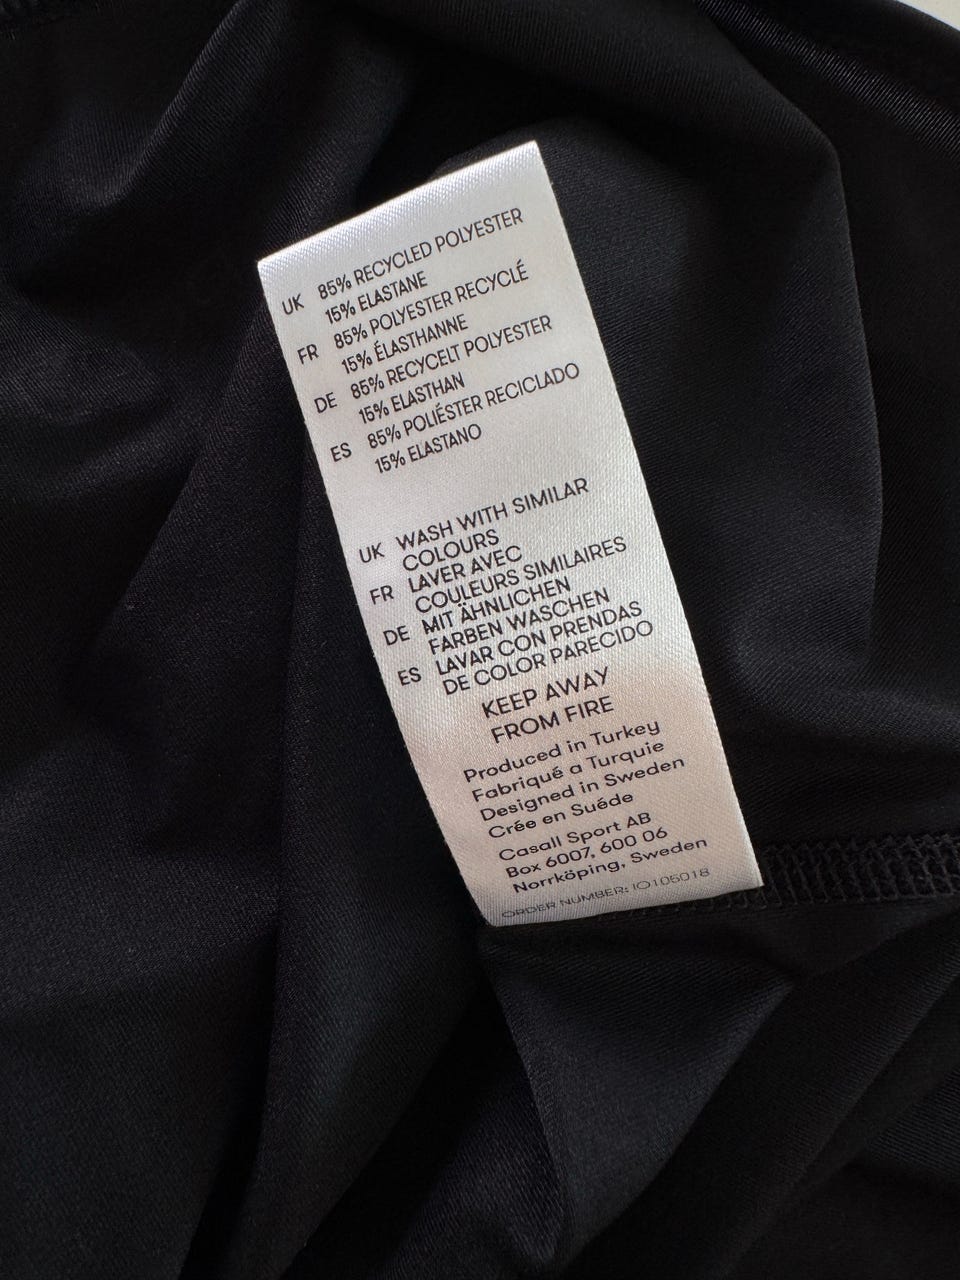 UK 85% RECYCLED POLYESTER
15% ELASTANE
FR 85% POLYESTER RECYCLÉ
15% ÉLASTHANNE
DE 85% RECYCELT POLYESTER
15% ELASTHAN
ES 85% POLIÉSTER RECICLADO
15% ELASTANO
UK WASH WITH SIMILAR
COLOURS
FR LAVER AVEC
COULEURS SIMILAIRES
DE MIT ÄHNLICHEN
FARBEN WASCHEN
ES LAVAR CON PRENDAS
DE COLOR PARECIDO
KEEP AWAY
FROM FIRE
Produced in Turkey
Fabriqué a Turquie
Designed in Sweden
Crée en Suéde
Casall Sport AB
Box 6007, 600 06
Norrköping, Sweden
ORDER NUMBER: IO105018